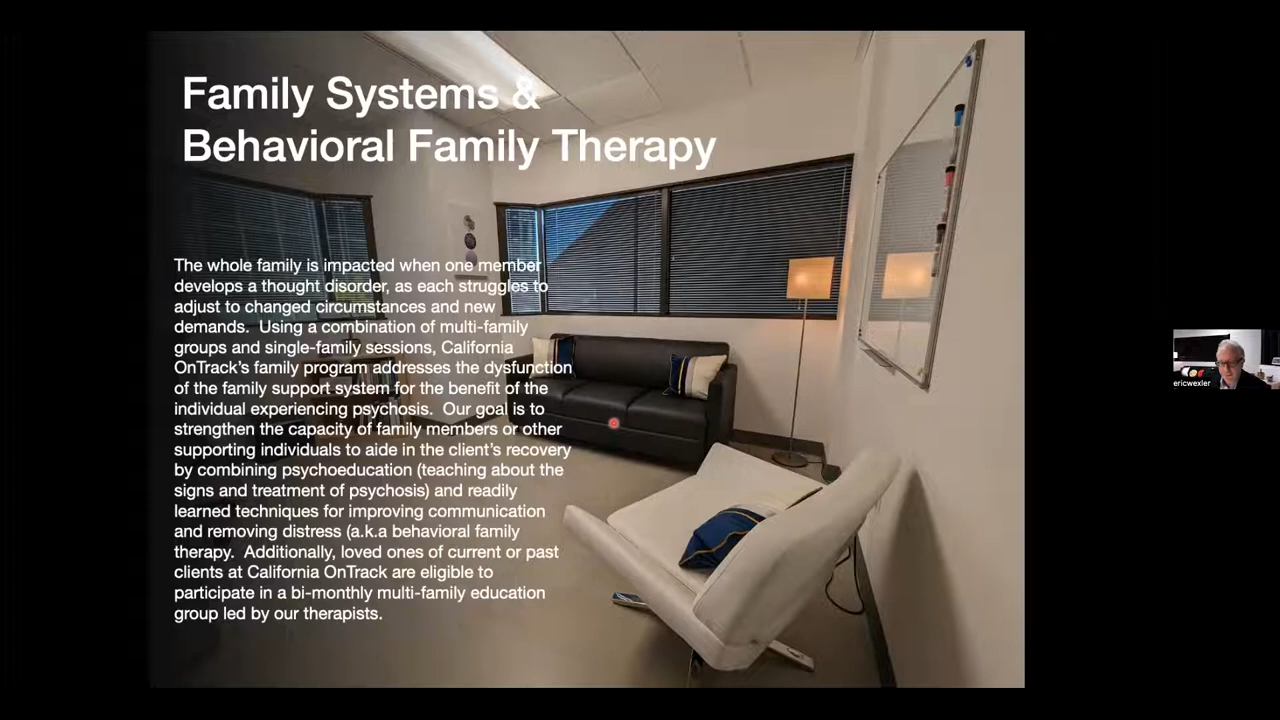 Family Systems &
Behavioral Family Therapy
The whole family is impacted when one member
develops a thought disorder, as each struggles to
adjust to changed circumstances and new
demands.  Using a combination of multi-family
groups and single-family sessions, California
OnTrack’s family program addresses the dysfunction
of the family support system for the benefit of the
individual experiencing psychosis.  Our goal is to
strengthen the capacity of family members or other
supporting individuals to aide in the client’s recovery
by combining psychoeducation (teaching about the
signs and treatment of psychosis) and readily
learned techniques for improving communication
and removing distress (a.k.a behavioral family
therapy.  Additionally, loved ones of current or past
clients at California OnTrack are eligible to
participate in a bi-monthly multi-family education
group led by our therapists.
ericwexler